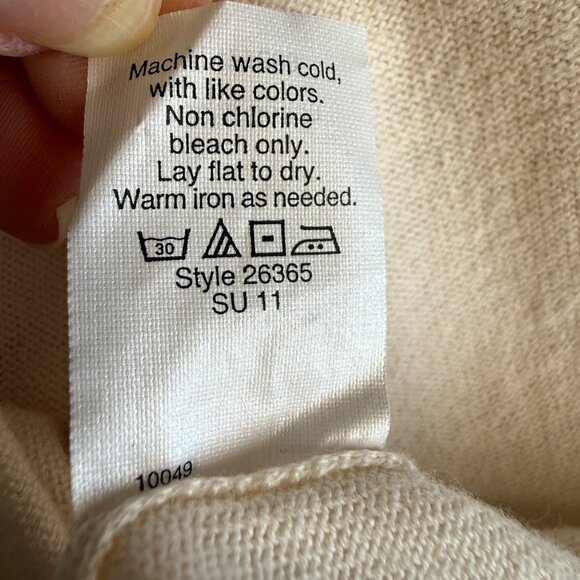 Machine wash cold,
with like colors.
Non chlorine
bleach only.
Lay flat to dry.
Warm iron as needed.
30
Style 26365
SU 11
10049